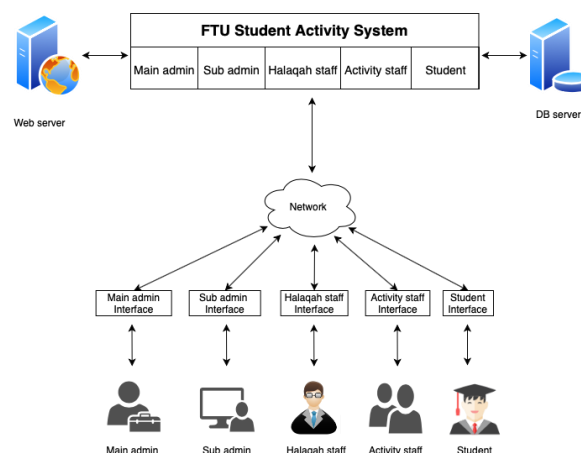 FTU Student Activity System
Main admin Sub admin Halaqah staff Activity staff Student
Web server
DB server
Network
Main admin Interface
Sub admin Interface
Halaqah staff Interface
Activity staff Interface
Student Interface
Main admin Sub admin Halaqah staff Activity staff Student